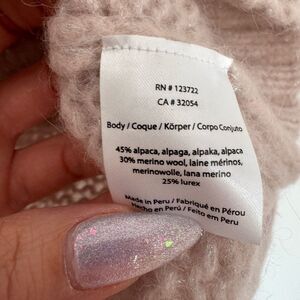 RN # 123722
CA # 32054
Body / Coque / Körper / Corpo Conjuto
45% alpaca, alpaga, alpaka, alpaca
30% merino wool, laine mérinos,
merinowolle, lana merino
25% lurex
Made in Peru / Fabriqué en Pérou
Hecho en Perú / Feito em Peru